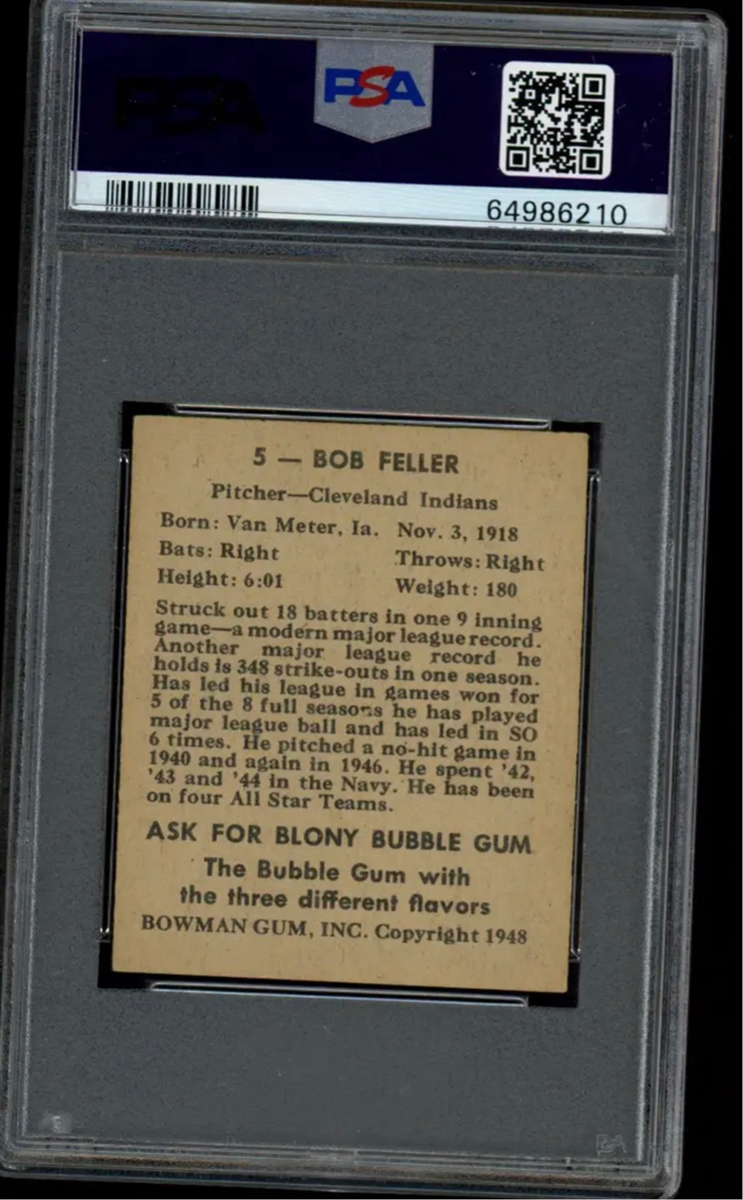 PSA
PSA
64986210
5 — BOB FELLER
Pitcher—Cleveland Indians
Born: Van Meter, Ia. Nov. 3, 1918
Bats: Right Throws: Right
Height: 6:01 Weight: 180
Struck out 18 batters in one 9 inning
game—a modern major league record.
Another major league record he
holds is 348 strike-outs in one season.
Has led his league in games won for
5 of the 8 full seasons he has played
major league ball and has led in SO
6 times. He pitched a no-hit game in
1940 and again in 1946. He spent '42,
'43 and '44 in the Navy. He has been
on four All Star Teams.
ASK FOR BLONY BUBBLE GUM
The Bubble Gum with
the three different flavors
BOWMAN GUM, INC. Copyright 1948
PSA